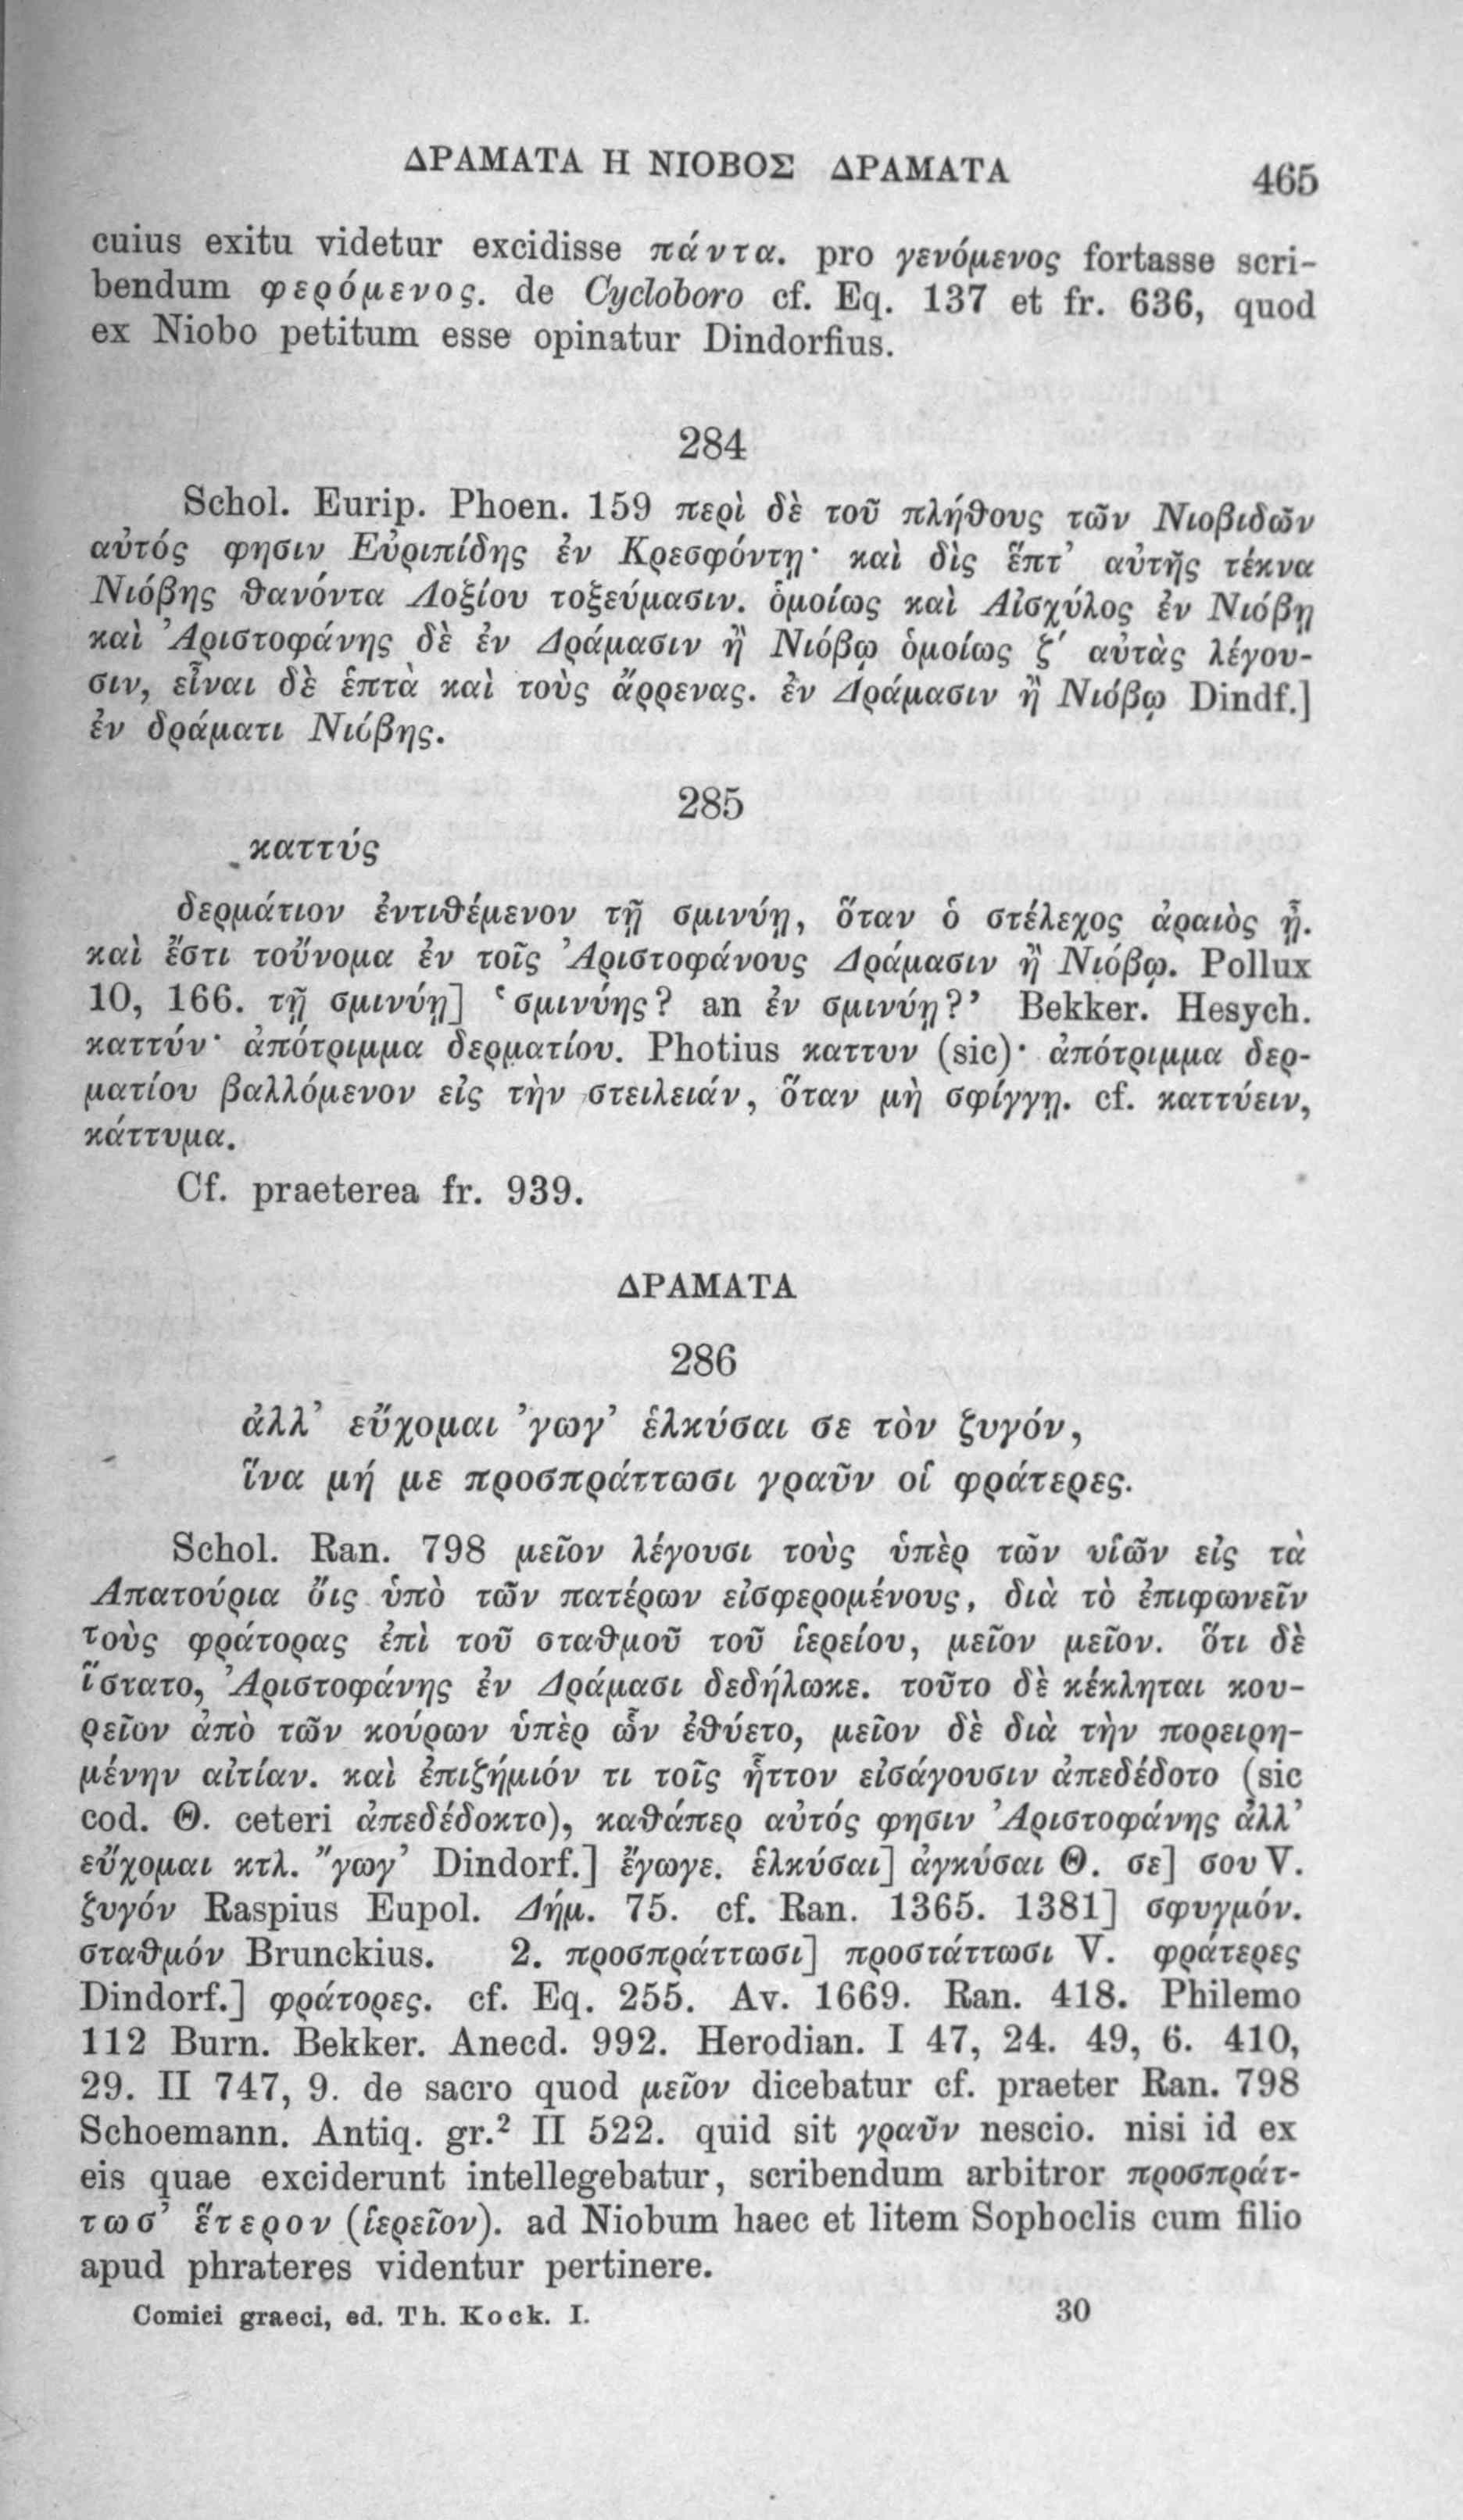 ΔΡΑΜΑΤΑ Η ΝΙΟΒΟΣ ΔΡΑΜΑΤΑ 465
cuius exitu videtur excidisse πάντα. pro γενόμενος fortasse scri-
bendum φερόμενος. de Cycloboro cf. Eq. 137 et fr. 636, quod
ex Niobo petitum esse opinatur Dindorfius.
284
Schol. Eurip. Phoen. 159 περὶ δὲ τοῦ πλήθους τῶν Νιοβιδῶν
αὐτός φησιν Εὐριπίδης ἐν Κρεσφόντῃ· καὶ δὶς ἕπτ’ αὐτῆς τέκνα
Νιόβης θανόντα Λοξίου τοξεύμασιν. ὁμοίως καὶ Αἰσχύλος ἐν Νιόβῃ
καὶ Ἀριστοφάνης δὲ ἐν Δράμασιν ἢ Νιόβῳ ὁμοίως ζ′ αὐτὰς λέγου-
σιν, εἶναι δὲ ἑπτὰ καὶ τοὺς ἄρρενας. ἐν Δράμασιν ἢ Νιόβῳ Dindf.]
ἐν δράματι Νιόβης.
285
καττύς
δερμάτιον ἐντιθέμενον τῇ σμινύῃ, ὅταν ὁ στέλεχος ἀραιὸς ᾖ.
καὶ ἔστι τοὔνομα ἐν τοῖς Ἀριστοφάνους Δράμασιν ἢ Νιόβῳ. Pollux
10, 166. τῇ σμινύῃ] ‘σμινύης? an ἐν σμινύῃ?’ Bekker. Hesych.
καττύν· ἀπότριμμα δερματίου. Photius καττυν (sic)· ἀπότριμμα δερ-
ματίου βαλλόμενον εἰς τὴν στειλειάν, ὅταν μὴ σφίγγῃ. cf. καττύειν,
κάττυμα.
Cf. praeterea fr. 939.
ΔΡΑΜΑΤΑ
286
ἀλλ’ εὔχομαι ’γωγ’ ἑλκύσαι σε τὸν ζυγόν,
ἵνα μή με προσπράττωσι γραῦν οἱ φράτερες.
Schol. Ran. 798 μεῖον λέγουσι τοὺς ὑπὲρ τῶν υἱῶν εἰς τὰ
Απατούρια ὄις ὑπὸ τῶν πατέρων εἰσφερομένους, διὰ τὸ ἐπιφωνεῖν
τοὺς φράτορας ἐπὶ τοῦ σταθμοῦ τοῦ ἱερείου, μεῖον μεῖον. ὅτι δὲ
ἵστατο, Ἀριστοφάνης ἐν Δράμασι δεδήλωκε. τοῦτο δὲ κέκληται κου-
ρεῖον ἀπὸ τῶν κούρων ὑπὲρ ὧν ἐθύετο, μεῖον δὲ διὰ τὴν πορειρη-
μένην αἰτίαν. καὶ ἐπιζήμιόν τι τοῖς ἧττον εἰσάγουσιν ἀπεδέδοτο (sic
cod. Θ. ceteri ἀπεδέδοκτο), καθάπερ αὐτός φησιν Ἀριστοφάνης ἀλλ’
εὔχομαι κτλ. ”γωγ’ Dindorf.] ἔγωγε. ἑλκύσαι] ἀγκύσαι Θ. σε] σου V.
ζυγόν Raspius Eupol. Δήμ. 75. cf. Ran. 1365. 1381] σφυγμόν.
σταθμόν Brunckius. 2. προσπράττωσι] προστάττωσι V. φράτερες
Dindorf.] φράτορες. cf. Eq. 255. Av. 1669. Ran. 418. Philemo
112 Burn. Bekker. Anecd. 992. Herodian. I 47, 24. 49, 6. 410,
29. II 747, 9. de sacro quod μεῖον dicebatur cf. praeter Ran. 798
Schoemann. Antiq. gr.² II 522. quid sit γραῦν nescio. nisi id ex
eis quae exciderunt intellegebatur, scribendum arbitror προσπράτ-
τωσ’ ἕτερον (ἱερεῖον). ad Niobum haec et litem Sophoclis cum filio
apud phrateres videntur pertinere.
Comici graeci, ed. Th. Kock. I. 30